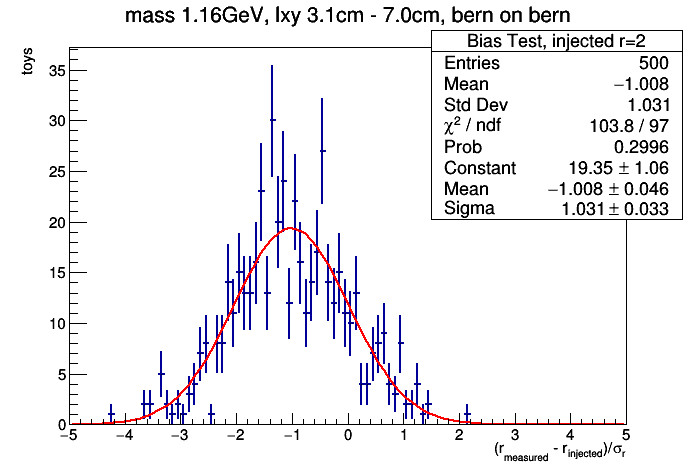 mass 1.16GeV, lxy 3.1cm - 7.0cm, bern on bern
Bias Test, injected r=2
Entries 500
Mean −1.008
Std Dev 1.031
χ² / ndf 103.8 / 97
Prob 0.2996
Constant 19.35 ± 1.06
Mean −1.008 ± 0.046
Sigma 1.031 ± 0.033
toys
35
30
25
20
15
10
5
0
−5 −4 −3 −2 −1 0 1 2 3 4 5
(r_measured - r_injected)/σ_r